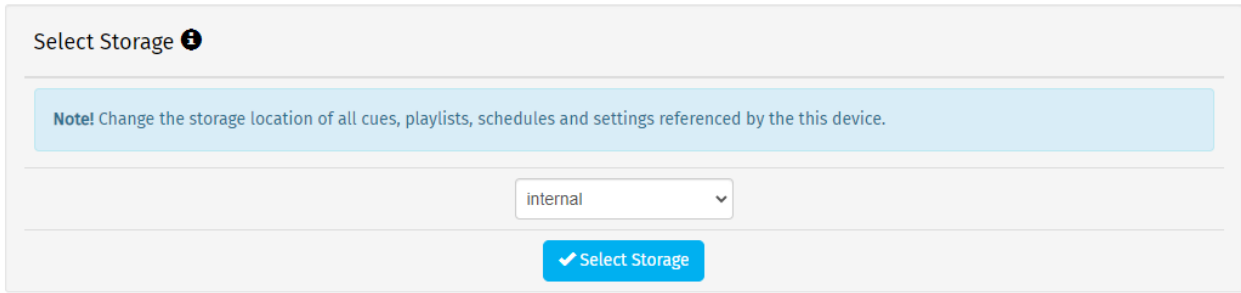 Select Storage
Note! Change the storage location of all cues, playlists, schedules and settings referenced by the this device.
internal
Select Storage